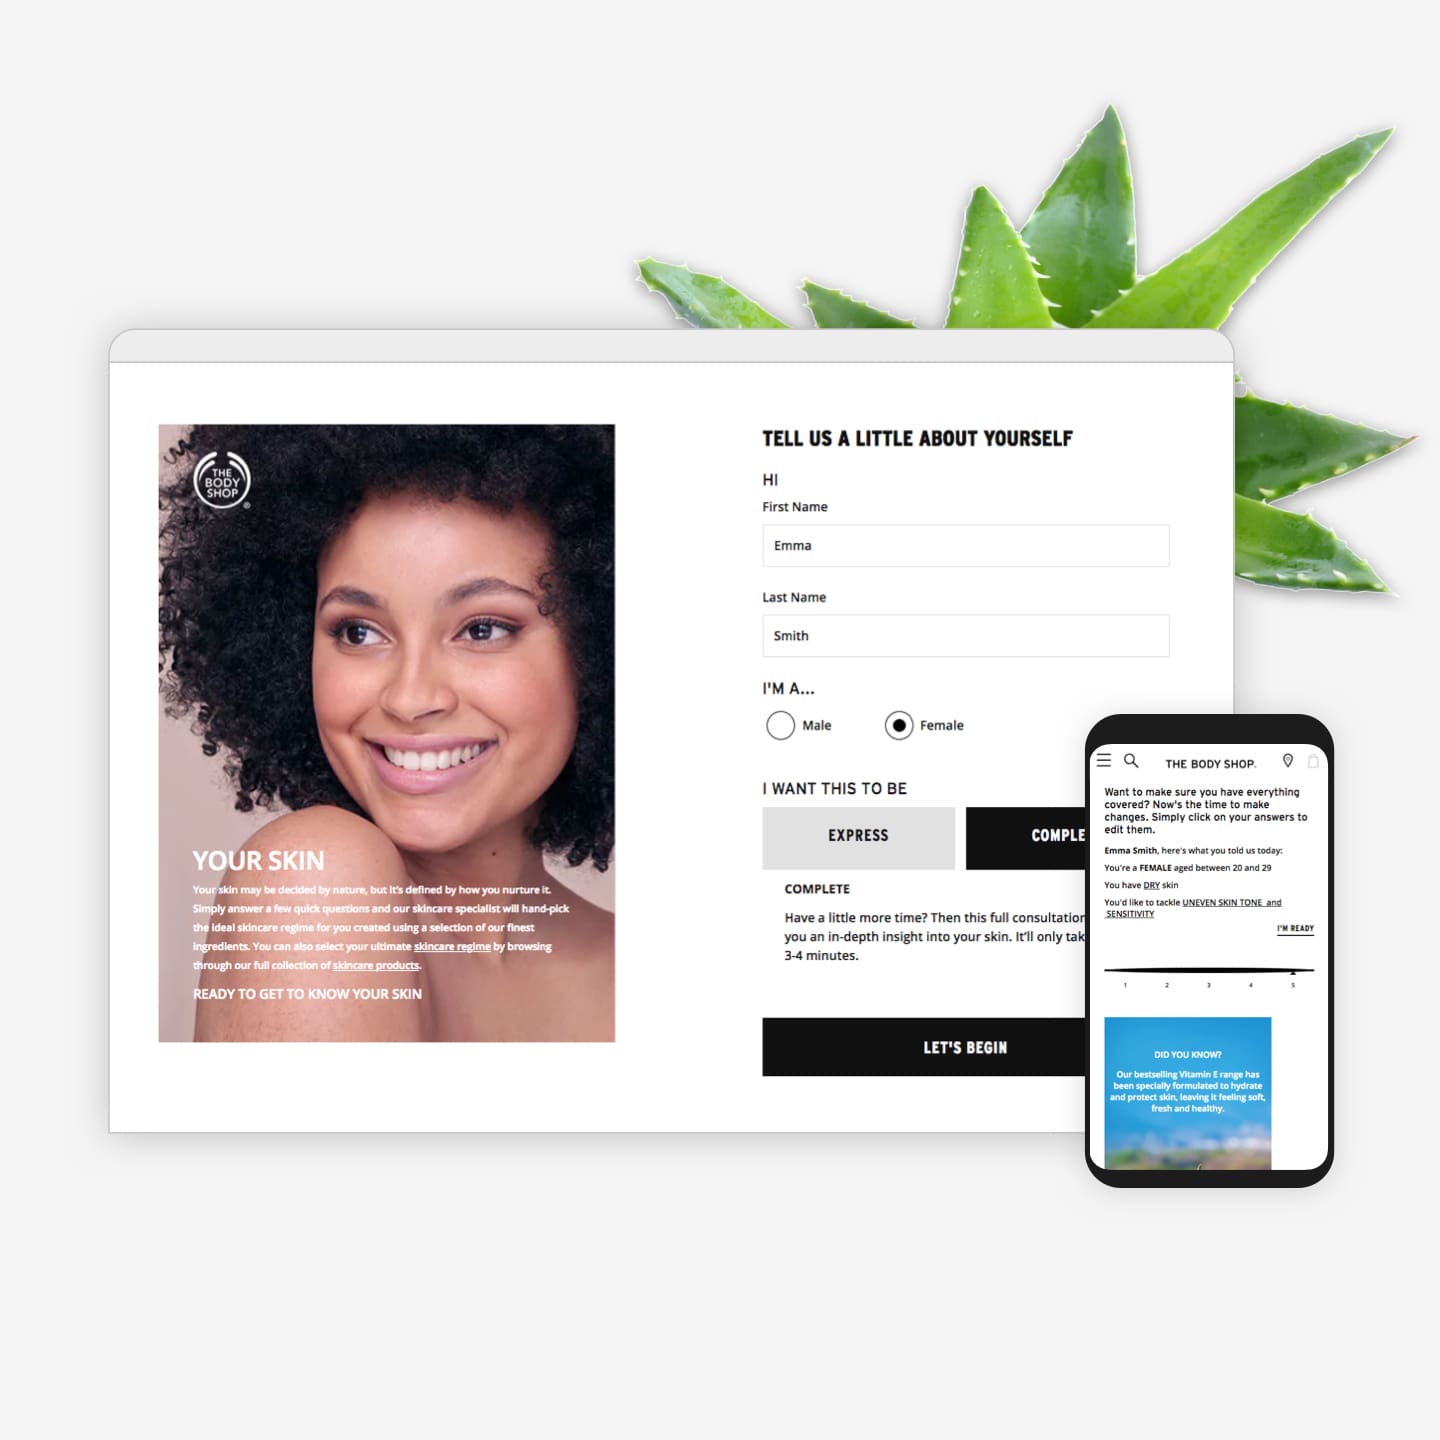 THE
BODY
SHOP
®
YOUR SKIN
Your skin may be decided by nature, but it's defined by how you nurture it.
Simply answer a few quick questions and our skincare specialist will hand-pick
the ideal skincare regime for you created using a selection of our finest
ingredients. You can also select your ultimate skincare regime by browsing
through our full collection of skincare products.
READY TO GET TO KNOW YOUR SKIN
TELL US A LITTLE ABOUT YOURSELF
HI
First Name
Emma
Last Name
Smith
I'M A...
Male Female
I WANT THIS TO BE
EXPRESS COMPLE
COMPLETE
Have a little more time? Then this full consultation
you an in-depth insight into your skin. It'll only tak
3-4 minutes.
LET'S BEGIN
THE BODY SHOP.
Want to make sure you have everything
covered? Now's the time to make
changes. Simply click on your answers to
edit them.
Emma Smith, here's what you told us today:
You're a FEMALE aged between 20 and 29
You have DRY skin
You'd like to tackle UNEVEN SKIN TONE and
SENSITIVITY
I'M READY
1 2 3 4 5
DID YOU KNOW?
Our bestselling Vitamin E range has
been specially formulated to hydrate
and protect skin, leaving it feeling soft,
fresh and healthy.